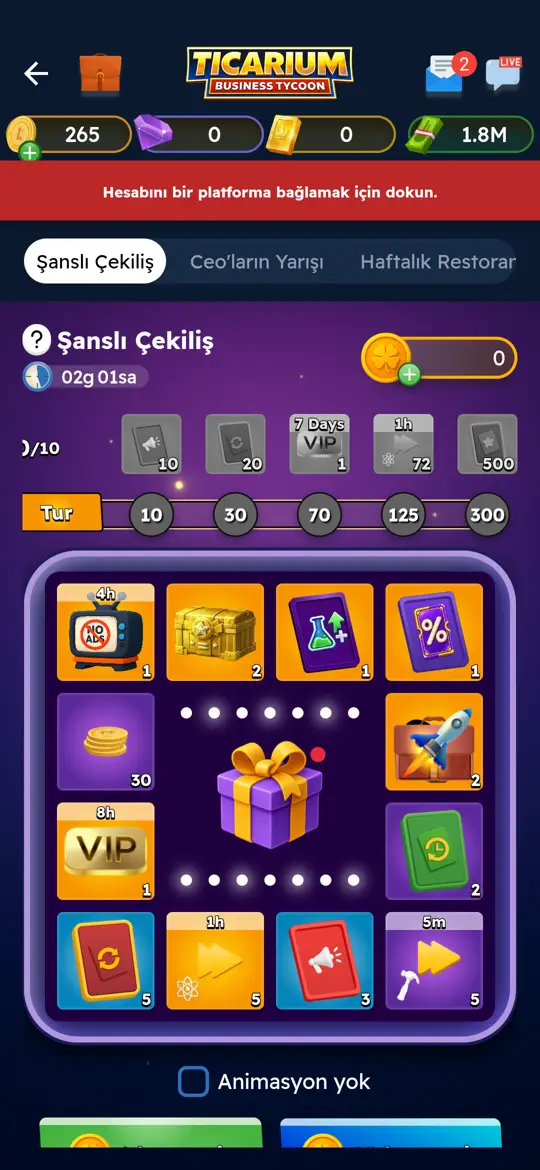 TICARIUM
BUSINESS TYCOON
2
LIVE
265
0
0
1.8M
Hesabını bir platforma bağlamak için dokun.
Şanslı Çekiliş
Ceo'ların Yarışı
Haftalık Restoran
? Şanslı Çekiliş
02g 01sa
0
0/10
10
20
7 Days
VIP
1
1h
72
500
Tur
10
30
70
125
300
4h
NO ADS
1
2
1
%
1
30
2
8h
VIP
1
2
5
1h
5
3
5m
5
Animasyon yok